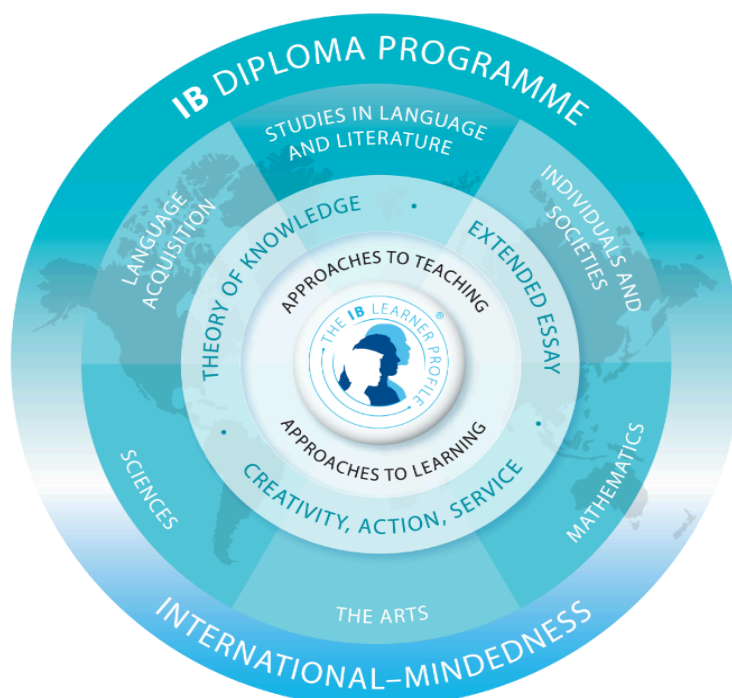 IB DIPLOMA PROGRAMME
STUDIES IN LANGUAGE
AND LITERATURE
LANGUAGE
ACQUISITION
INDIVIDUALS AND
SOCIETIES
THEORY OF KNOWLEDGE
EXTENDED ESSAY
APPROACHES TO TEACHING
THE IB LEARNER PROFILE
®
APPROACHES TO LEARNING
CREATIVITY, ACTION, SERVICE
SCIENCES
MATHEMATICS
THE ARTS
INTERNATIONAL–MINDEDNESS